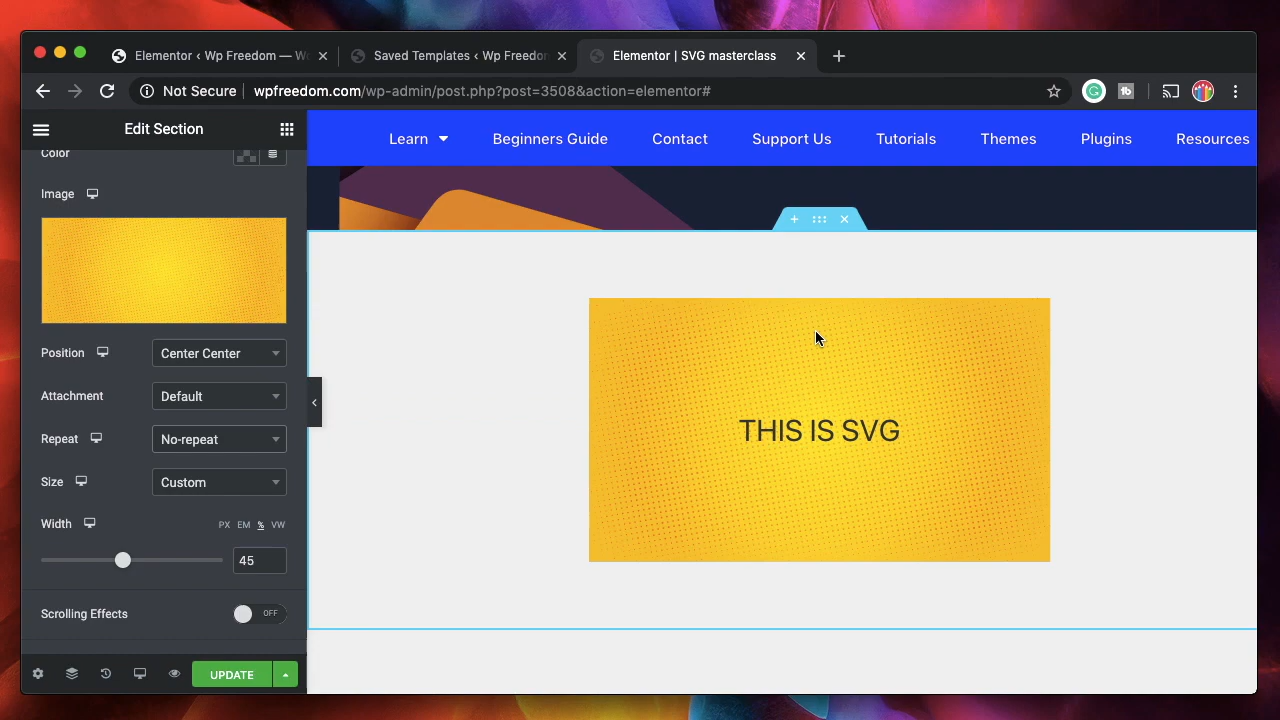 Elementor ‹ Wp Freedom — W
Saved Templates ‹ Wp Freedo
Elementor | SVG masterclass
Not Secure
wpfreedom.com/wp-admin/post.php?post=3508&action=elementor#
Edit Section
Learn
Beginners Guide
Contact
Support Us
Tutorials
Themes
Plugins
Resources
Color
Image
Position
Center Center
Attachment
Default
Repeat
No-repeat
Size
Custom
Width
PX EM % VW
45
Scrolling Effects
OFF
UPDATE
THIS IS SVG